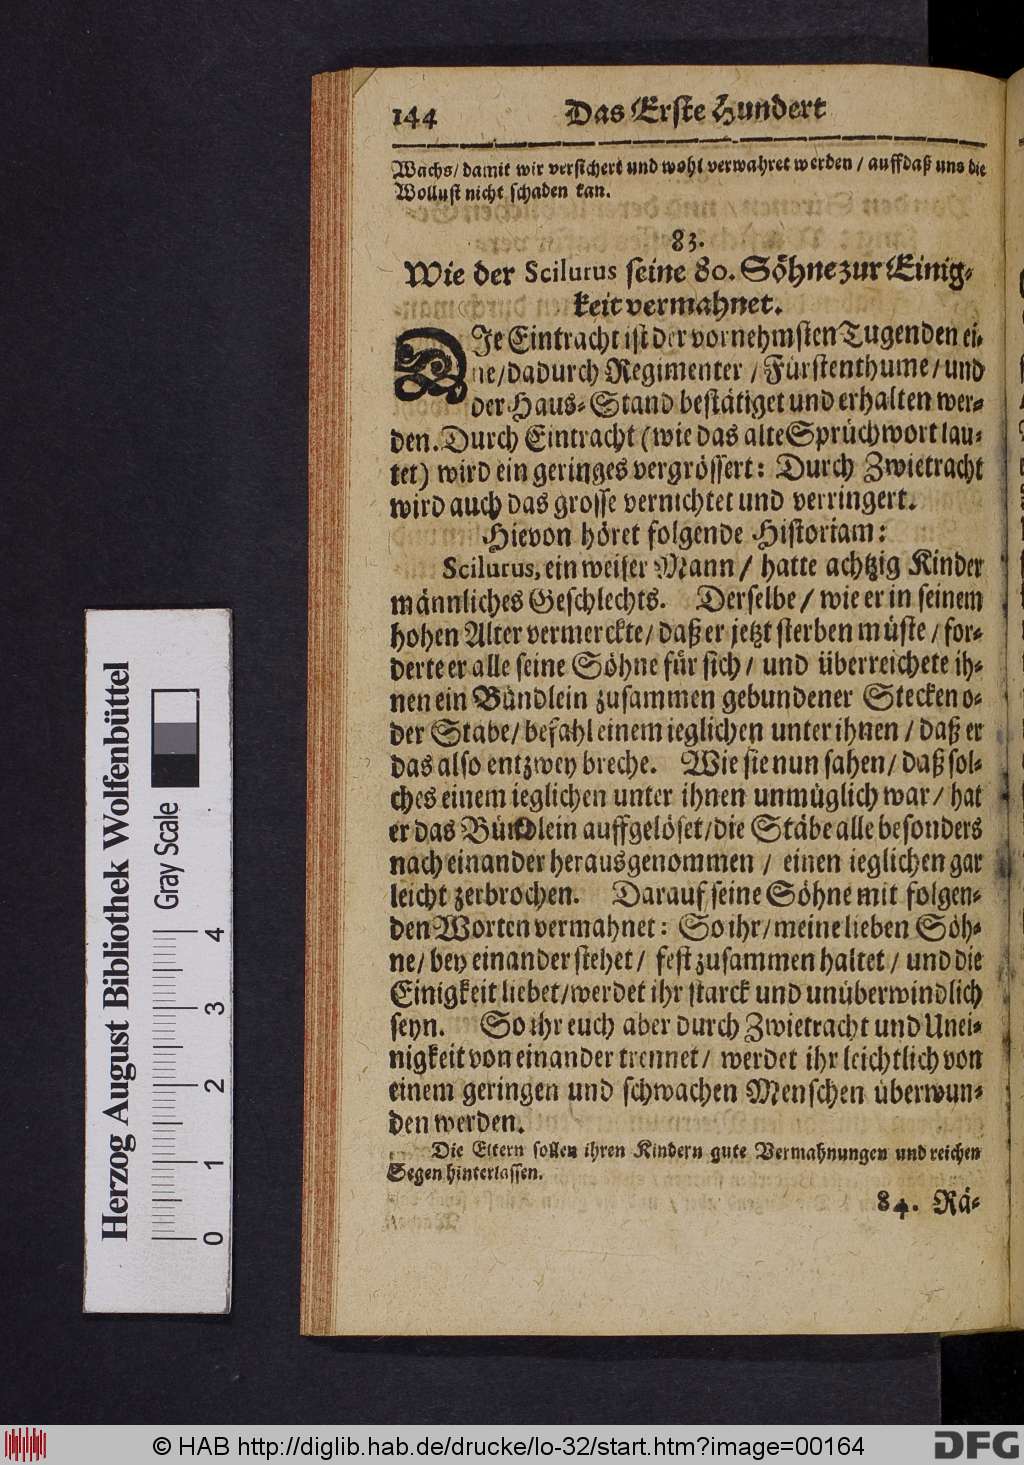 144 Das Erste Hundert
Wachs/ damit wir versichert und wohl verwahret werden / auffdaß uns die
Wollust nicht schaden kan.
83.
Wie der Scilurus seine 80. Söhne zur Einig-
keit vermahnet.
DIe Eintracht ist der vornehmsten Tugenden ei-
ne/dadurch Regimenter / Fürstenthume/ und
der Haus-Stand bestätiget und erhalten wer-
den. Durch Eintracht (wie das alte Sprüchwort lau-
tet) wird ein geringes vergrössert: Durch Zwietracht
wird auch das grosse vernichtet und verringert.
Hievon höret folgende Historiam:
Scilurus, ein weiser Mann / hatte achtzig Kinder
männliches Geschlechts. Derselbe / wie er in seinem
hohen Alter vermerckte/ daß er jetzt sterben müste / for-
derte er alle seine Söhne für sich/ und überreichete ih-
nen ein Bündlein zusammen gebundener Stecken o-
der Stabe/ befahl einem ieglichen unter ihnen / daß er
das also entzwey breche. Wie sie nun sahen/ daß sol-
ches einem ieglichen unter ihnen unmüglich war/ hat
er das Bündlein auffgelöset/die Stäbe alle besonders
nach einander herausgenommen / einen ieglichen gar
leicht zerbrochen. Darauf seine Söhne mit folgen-
den Worten vermahnet: So ihr/ meine lieben Söh-
ne/ bey einander stehet/ fest zusammen haltet / und die
Einigkeit liebet/werdet ihr starck und unüberwindlich
seyn. So ihr euch aber durch Zwietracht und Unei-
nigkeit von einander trennet/ werdet ihr leichtlich von
einem geringen und schwachen Menschen überwun-
den werden.
Die Eltern sollen ihren Kindern gute Vermahnungen und reichen
Segen hinterlassen.
84. Rä-
Herzog August Bibliothek Wolfenbüttel
Gray Scale
0 1 2 3 4
© HAB http://diglib.hab.de/drucke/lo-32/start.htm?image=00164
DFG